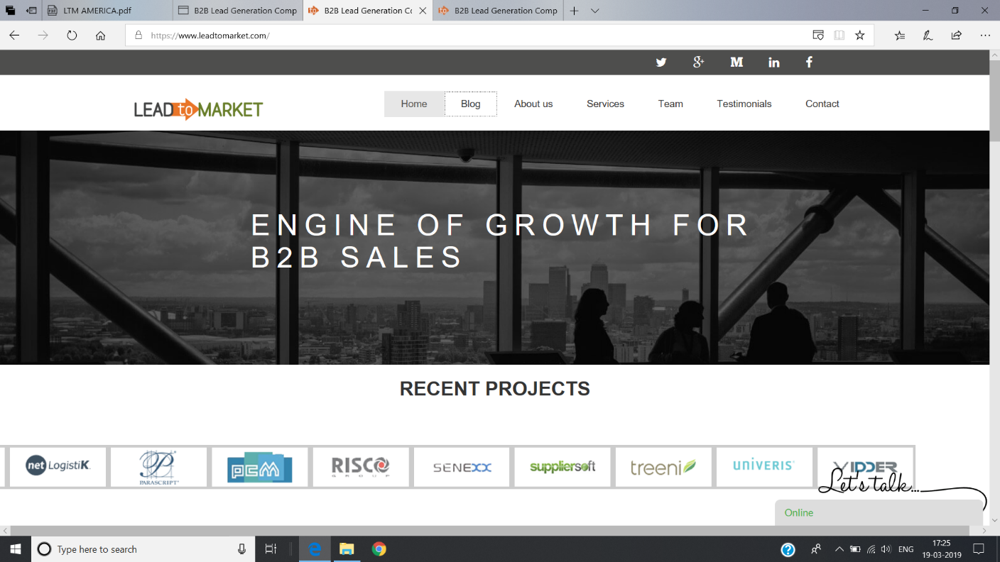 LTM AMERICA.pdf
B2B Lead Generation Comp
B2B Lead Generation Co
B2B Lead Generation Comp
https://www.leadtomarket.com/
LEAD to MARKET
Home
Blog
About us
Services
Team
Testimonials
Contact
ENGINE OF GROWTH FOR
B2B SALES
RECENT PROJECTS
net LogistiK
PARASCRIPT
pcm
RISCO
GROUP
SENEXX
suppliersoft
treeni
UNIVERIS
VIDDER
Let's talk...
Online
Type here to search
ENG
17:25
19-03-2019